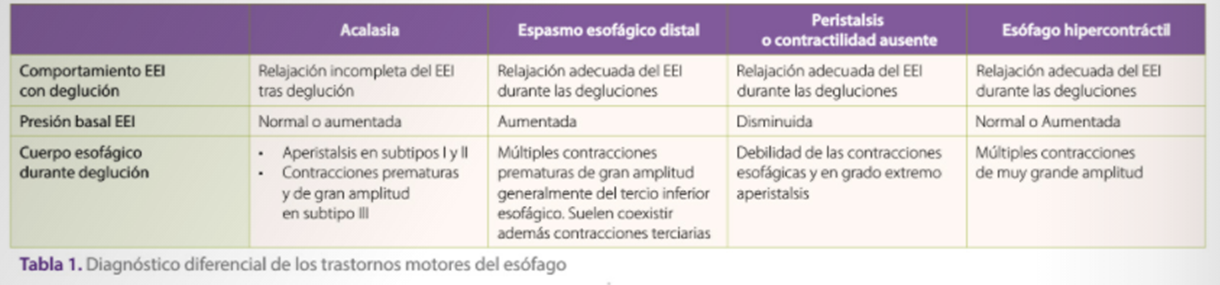 Acalasia
Espasmo esofágico distal
Peristalsis
o contractilidad ausente
Esófago hipercontráctil
Comportamiento EEI
con deglución
Relajación incompleta del EEI
tras deglución
Relajación adecuada del EEI
durante las degluciones
Relajación adecuada del EEI
durante las degluciones
Relajación adecuada del EEI
durante las degluciones
Presión basal EEI
Normal o aumentada
Aumentada
Disminuida
Normal o Aumentada
Cuerpo esofágico
durante deglución
• Aperistalsis en subtipos I y II
• Contracciones prematuras
y de gran amplitud
en subtipo III
Múltiples contracciones
prematuras de gran amplitud
generalmente del tercio inferior
esofágico. Suelen coexistir
además contracciones terciarias
Debilidad de las contracciones
esofágicas y en grado extremo
aperistalsis
Múltiples contracciones
de muy grande amplitud
Tabla 1. Diagnóstico diferencial de los trastornos motores del esófago